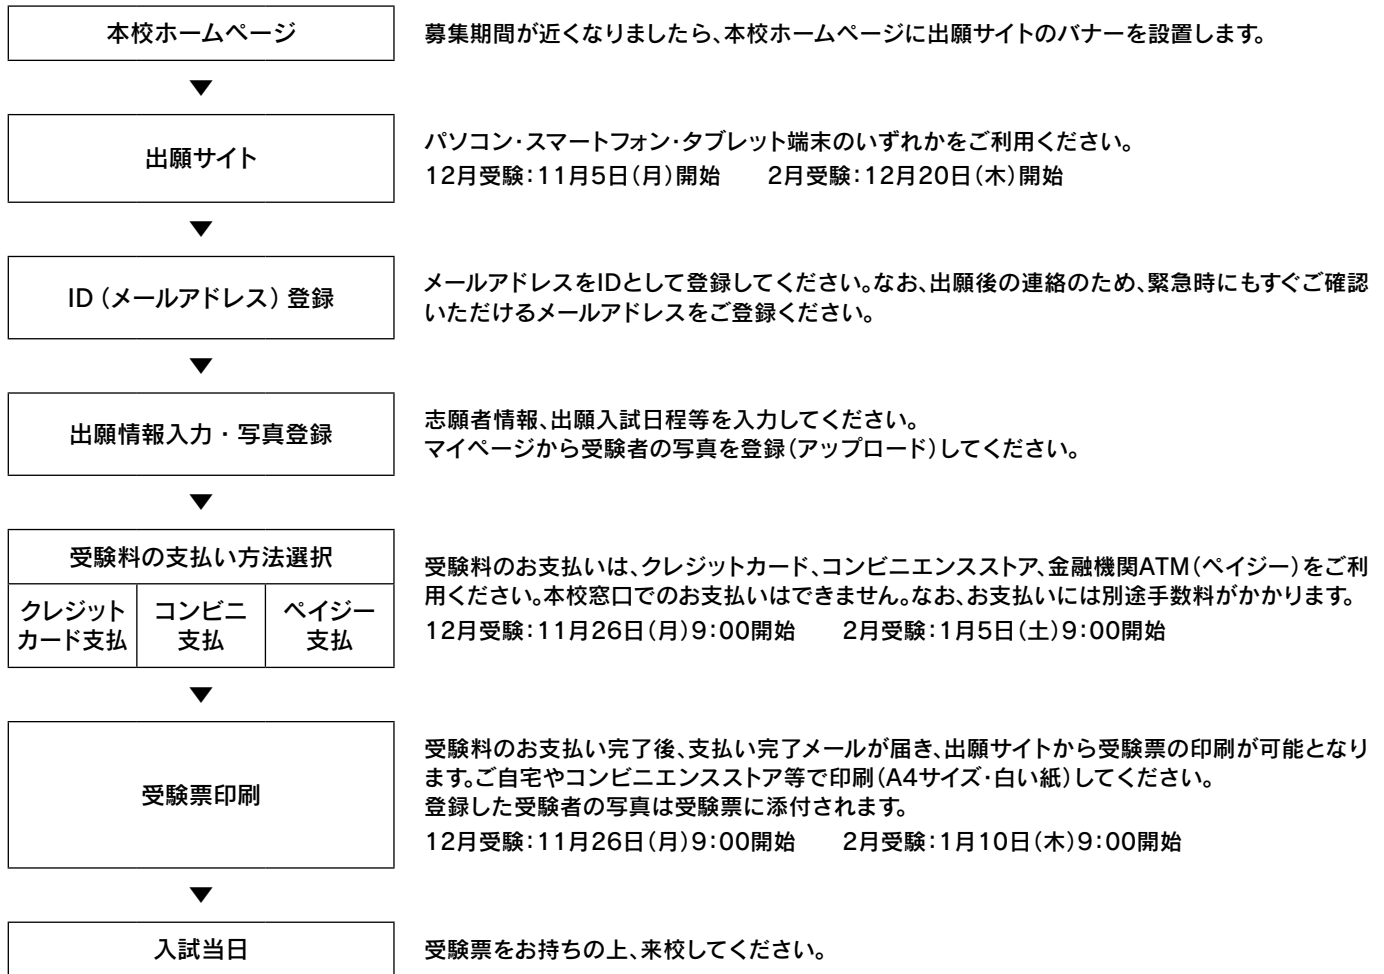 本校ホームページ
募集期間が近くなりましたら、本校ホームページに出願サイトのバナーを設置します。
▼
出願サイト
パソコン・スマートフォン・タブレット端末のいずれかをご利用ください。
12月受験：11月5日（月）開始　　2月受験：12月20日（木）開始
▼
ID（メールアドレス）登録
メールアドレスをIDとして登録してください。なお、出願後の連絡のため、緊急時にもすぐご確認
いただけるメールアドレスをご登録ください。
▼
出願情報入力・写真登録
志願者情報、出願入試日程等を入力してください。
マイページから受験者の写真を登録（アップロード）してください。
▼
受験料の支払い方法選択
クレジット
カード支払
コンビニ
支払
ペイジー
支払
受験料のお支払いは、クレジットカード、コンビニエンスストア、金融機関ATM（ペイジー）をご利
用ください。本校窓口でのお支払いはできません。なお、お支払いには別途手数料がかかります。
12月受験：11月26日（月）9：00開始　　2月受験：1月5日（土）9：00開始
▼
受験票印刷
受験料のお支払い完了後、支払い完了メールが届き、出願サイトから受験票の印刷が可能となり
ます。ご自宅やコンビニエンスストア等で印刷（A4サイズ・白い紙）してください。
登録した受験者の写真は受験票に添付されます。
12月受験：11月26日（月）9：00開始　　2月受験：1月10日（木）9：00開始
▼
入試当日
受験票をお持ちの上、来校してください。